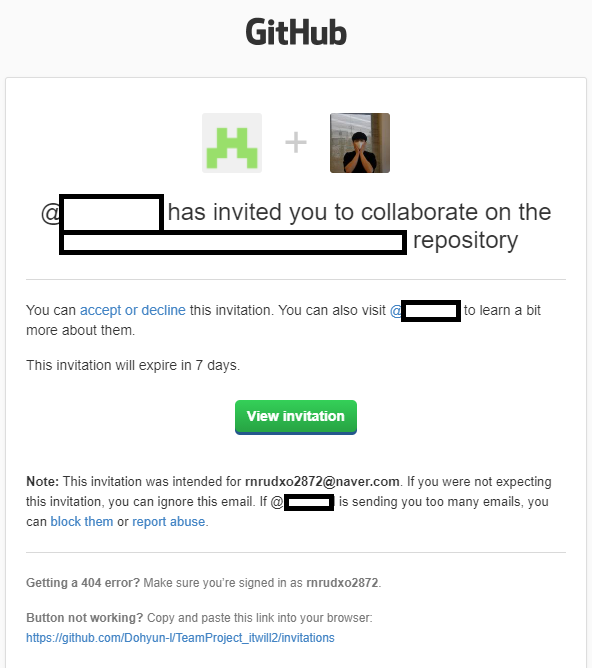 GitHub
@ has invited you to collaborate on the
repository
You can accept or decline this invitation. You can also visit @ to learn a bit
more about them.
This invitation will expire in 7 days.
View invitation
Note: This invitation was intended for rnrudxo2872@naver.com. If you were not expecting
this invitation, you can ignore this email. If @ is sending you too many emails, you
can block them or report abuse.
Getting a 404 error? Make sure you’re signed in as rnrudxo2872.
Button not working? Copy and paste this link into your browser:
https://github.com/Dohyun-I/TeamProject_itwill2/invitations